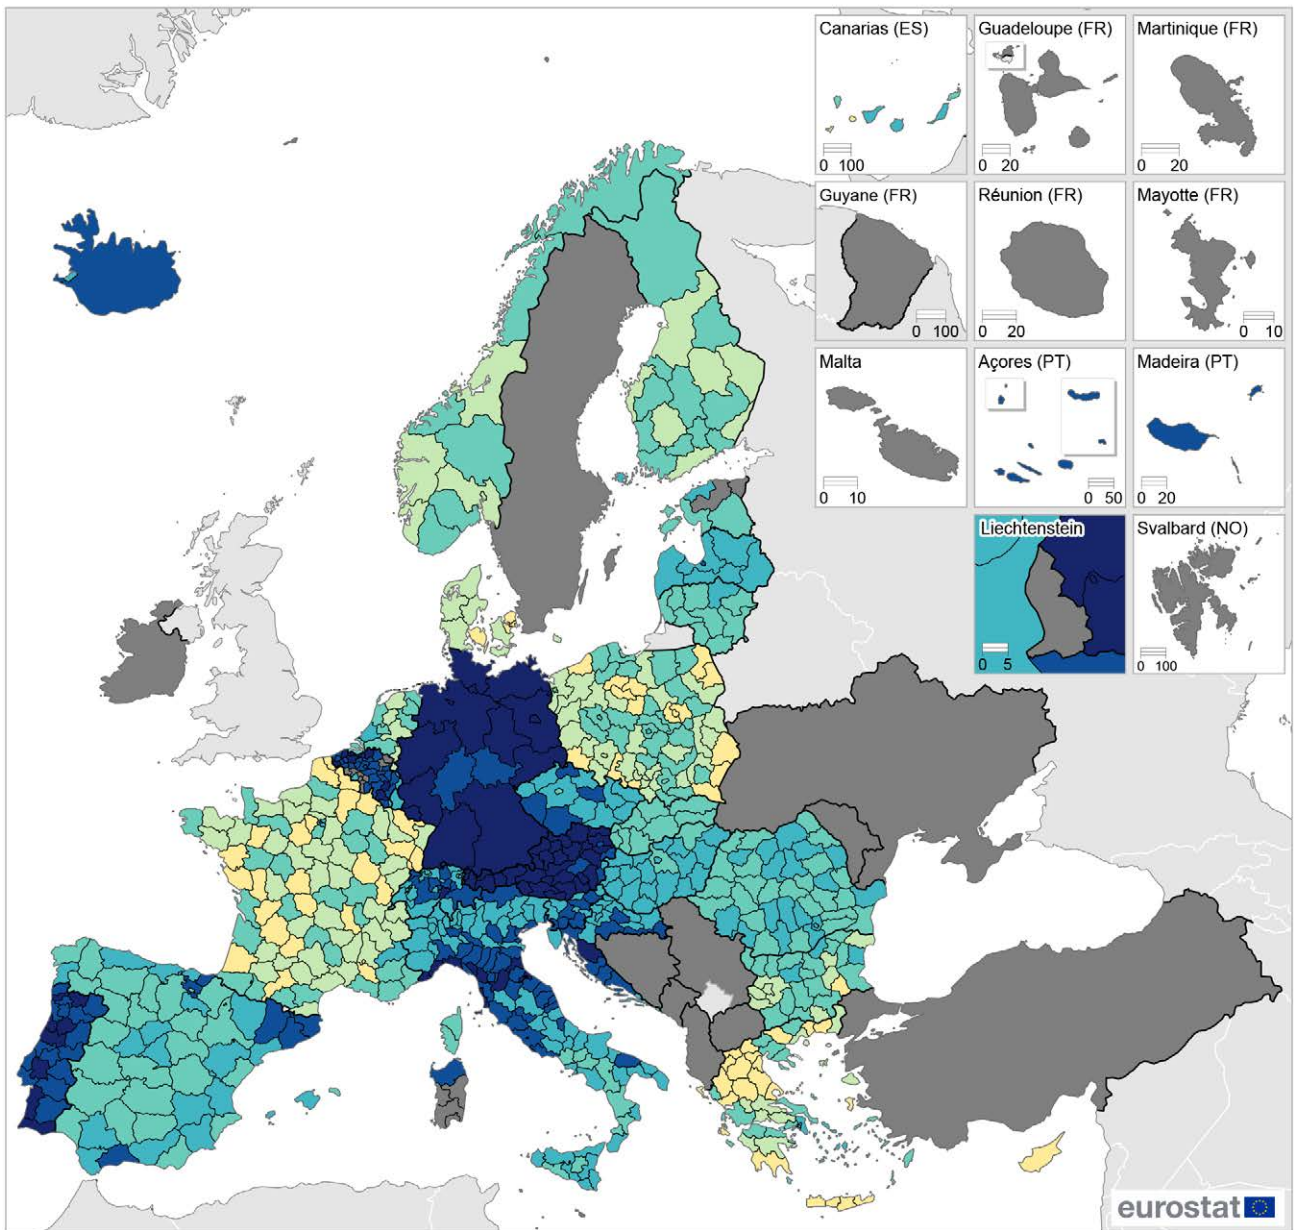 Canarias (ES)
0 100
Guadeloupe (FR)
0 20
Martinique (FR)
0 20
Guyane (FR)
0 100
Réunion (FR)
0 20
Mayotte (FR)
0 10
Malta
0 10
Açores (PT)
0 50
Madeira (PT)
0 20
Liechtenstein
0 5
Svalbard (NO)
0 100
eurostat